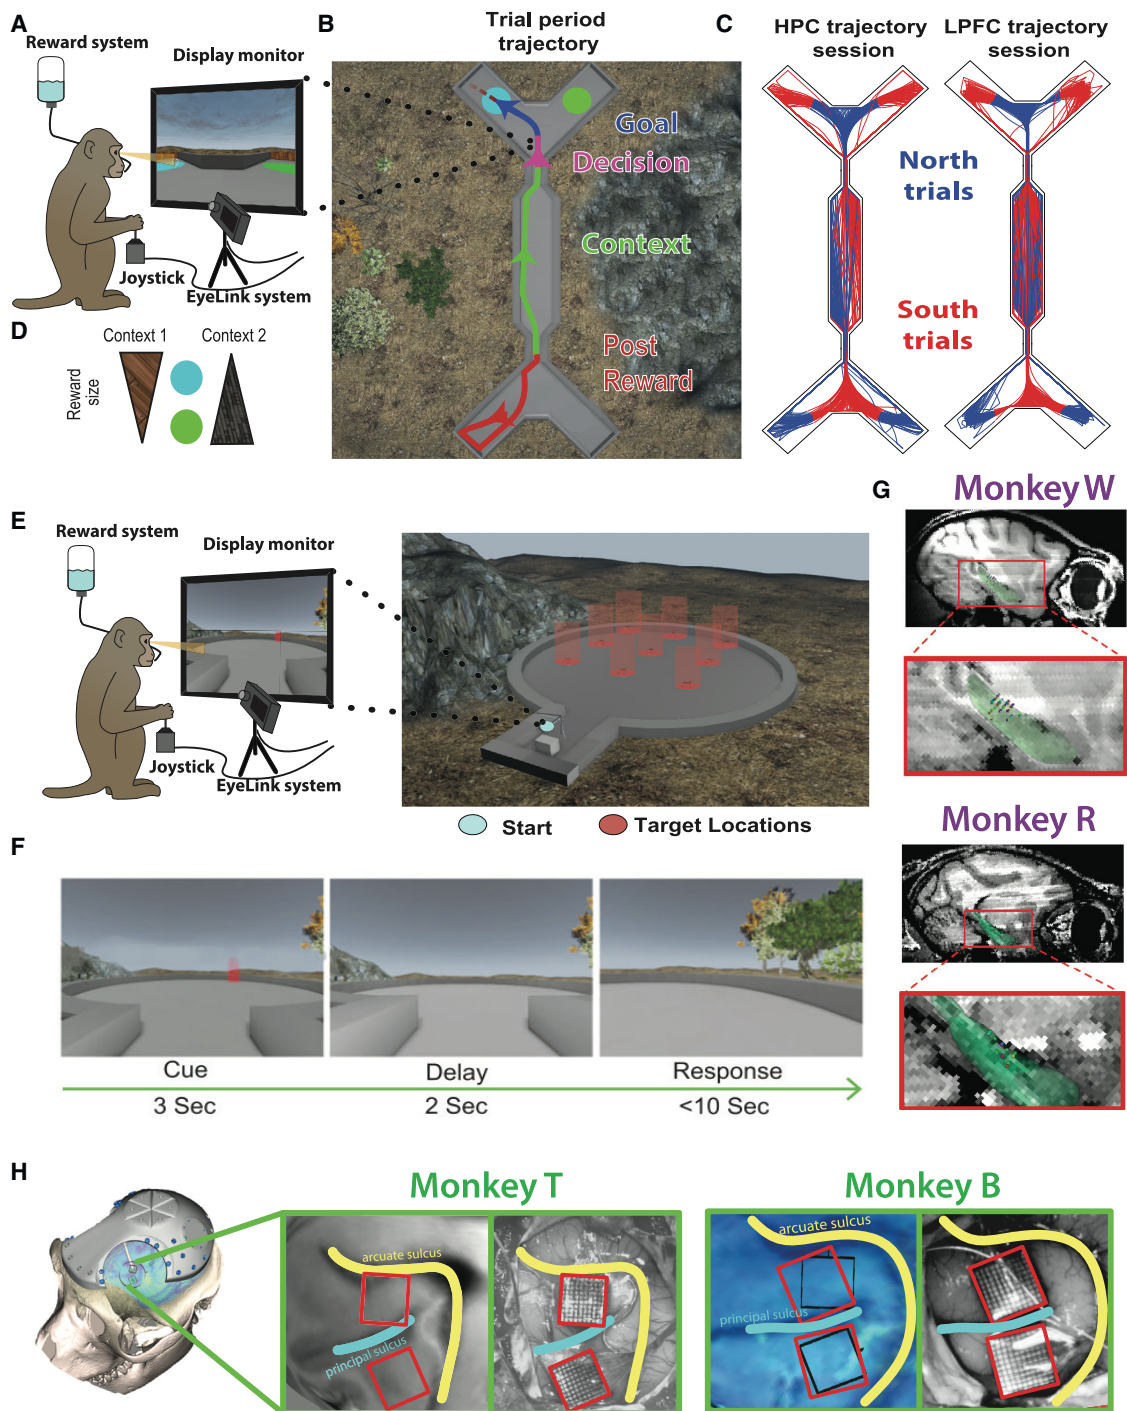 A
Reward system
Display monitor
Joystick
EyeLink system
B
Trial period
trajectory
Goal
Decision
Context
Post
Reward
C
HPC trajectory
session
LPFC trajectory
session
North
trials
South
trials
D
Context 1
Context 2
Reward
size
E
Reward system
Display monitor
Joystick
EyeLink system
Start
Target Locations
F
Cue
Delay
Response
3 Sec
2 Sec
<10 Sec
G
Monkey W
Monkey R
H
Monkey T
arcuate sulcus
principal sulcus
Monkey B
arcuate sulcus
principal sulcus